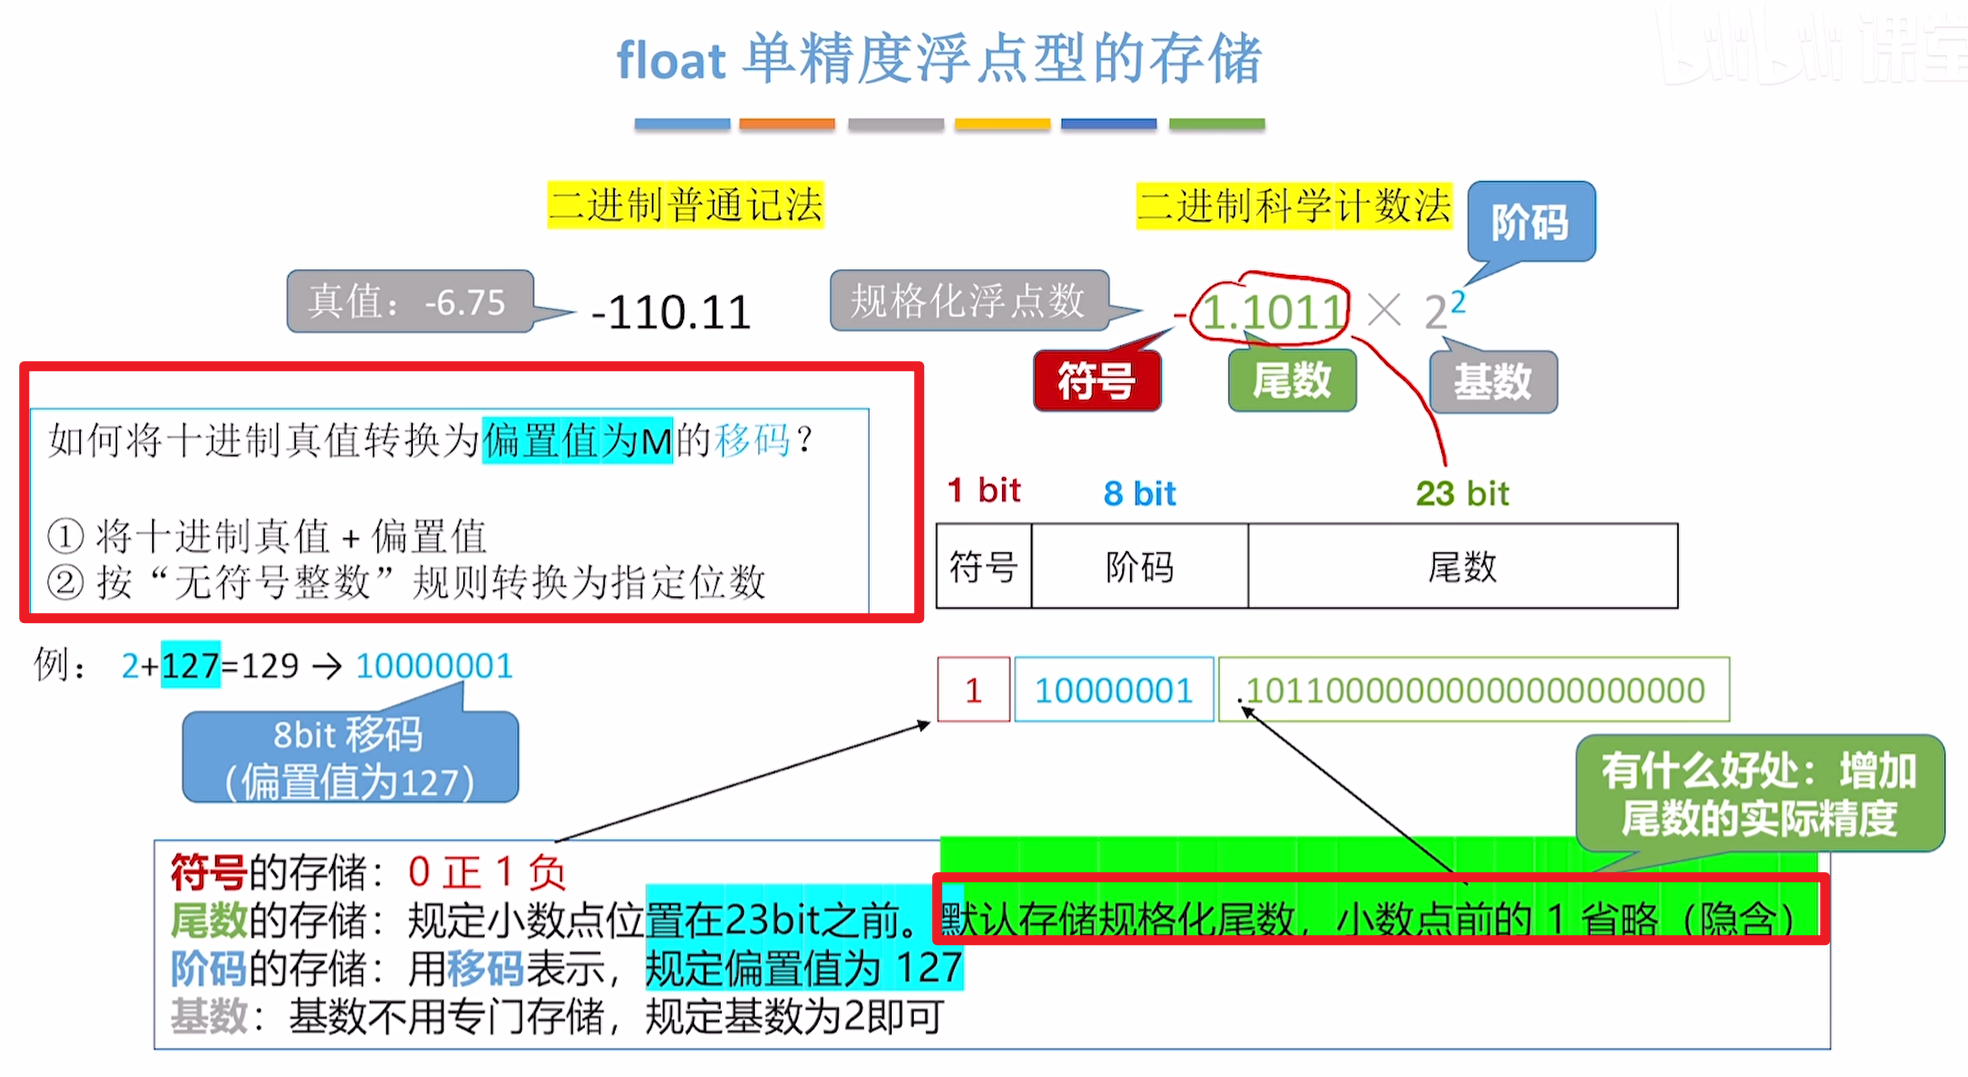 bilibili 课堂
float 单精度浮点型的存储
二进制普通记法
二进制科学计数法
阶码
真值：-6.75
-110.11
规格化浮点数
- 1.1011 × 2²
符号
尾数
基数
如何将十进制真值转换为偏置值为M的移码？
① 将十进制真值 + 偏置值
② 按“无符号整数”规则转换为指定位数
1 bit 8 bit 23 bit
符号 阶码 尾数
例： 2+127=129 → 10000001
8bit 移码
（偏置值为127）
1 10000001 .10110000000000000000000
有什么好处：增加
尾数的实际精度
符号的存储：0 正 1 负
尾数的存储：规定小数点位置在23bit之前。默认存储规格化尾数，小数点前的 1 省略（隐含）
阶码的存储：用移码表示，规定偏置值为 127
基数：基数不用专门存储，规定基数为2即可